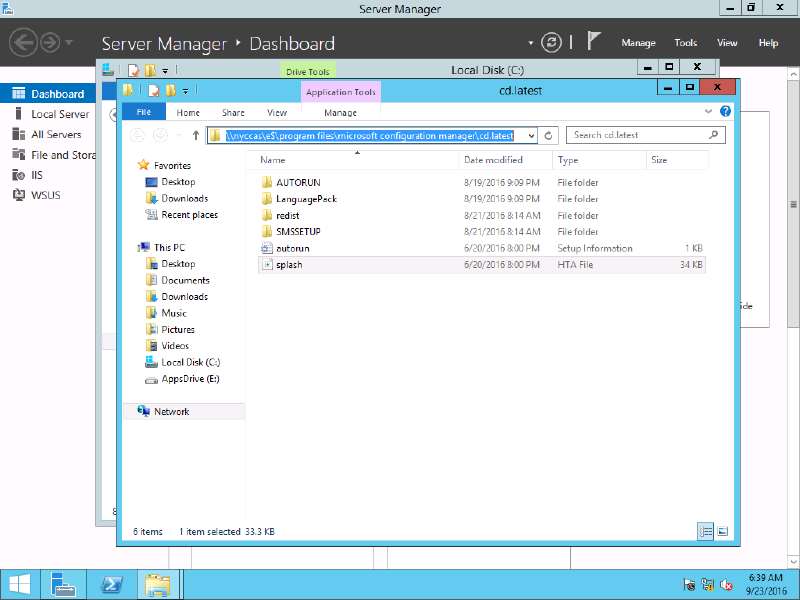 Server Manager
Server Manager ‣ Dashboard
Manage Tools View Help
Drive Tools
Local Disk (C:)
Application Tools
cd.latest
File Home Share View Manage
\\nyccas\e$\program files\microsoft configuration manager\cd.latest
Search cd.latest
Dashboard
Local Server
All Servers
File and Stora
IIS
WSUS
Favorites
Desktop
Downloads
Recent places
This PC
Desktop
Documents
Downloads
Music
Pictures
Videos
Local Disk (C:)
AppsDrive (E:)
Network
Name Date modified Type Size
AUTORUN 8/19/2016 9:09 PM File folder
LanguagePack 8/19/2016 9:09 PM File folder
redist 8/21/2016 8:14 AM File folder
SMSSETUP 8/21/2016 8:14 AM File folder
autorun 6/20/2016 8:00 PM Setup Information 1 KB
splash 6/20/2016 8:00 PM HTA File 34 KB
ide
8
6 items 1 item selected 33.3 KB
6:39 AM
9/23/2016